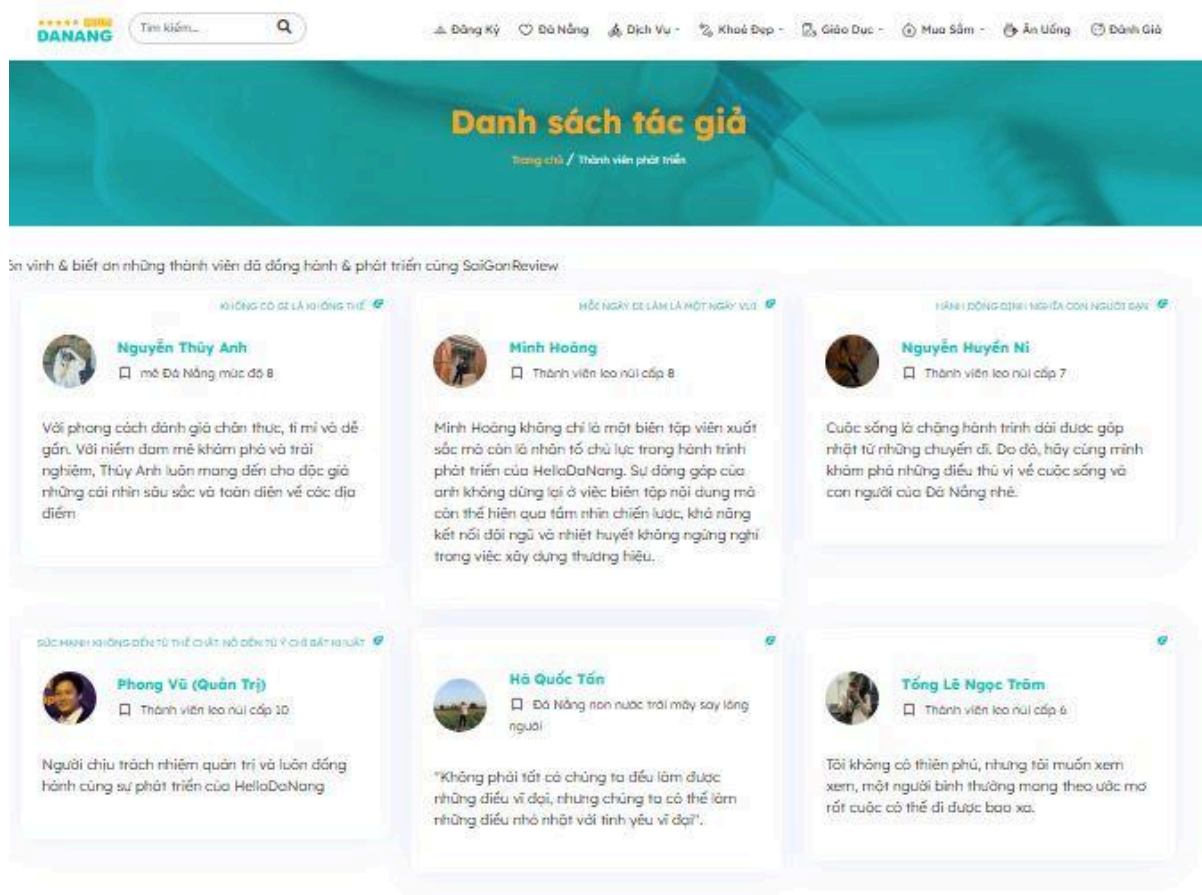 DANANG
Tìm kiếm...
Đăng Ký
Đà Nẵng
Dịch Vụ
Khoẻ Đẹp
Giáo Dục
Mua Sắm
Ăn Uống
Đánh Giá
Danh sách tác giả
Trang chủ / Thành viên phát triển
vinh & biết ơn những thành viên đã đồng hành & phát triển cùng SaiGonReview
KHÔNG CÓ GÌ LÀ KHÔNG THỂ
Nguyễn Thùy Anh
mê Đà Nẵng mức độ 8
Với phong cách đánh giá chân thực, tỉ mỉ và dễ
gần. Với niềm đam mê khám phá và trải
nghiệm, Thùy Anh luôn mang đến cho độc giả
những cái nhìn sâu sắc và toàn diện về các địa
điểm
MỖI NGÀY ĐI LÀM LÀ MỘT NGÀY VUI
Minh Hoàng
Thành viên leo núi cấp 8
Minh Hoàng không chỉ là một biên tập viên xuất
sắc mà còn là nhân tố chủ lực trong hành trình
phát triển của HelloDaNang. Sự đóng góp của
anh không dừng lại ở việc biên tập nội dung mà
còn thể hiện qua tầm nhìn chiến lược, khả năng
kết nối đội ngũ và nhiệt huyết không ngừng nghỉ
trong việc xây dựng thương hiệu.
HÀNH ĐỘNG ĐỊNH NGHĨA CON NGƯỜI BẠN
Nguyễn Huyền Ni
Thành viên leo núi cấp 7
Cuộc sống là chặng hành trình dài được góp
nhặt từ những chuyến đi. Do đó, hãy cùng mình
khám phá những điều thú vị về cuộc sống và
con người của Đà Nẵng nhé.
SỨC MẠNH KHÔNG ĐẾN TỪ THỂ CHẤT. NÓ ĐẾN TỪ Ý CHÍ BẤT KHUẤT
Phong Vũ (Quản Trị)
Thành viên leo núi cấp 10
Người chịu trách nhiệm quản trị và luôn đồng
hành cùng sự phát triển của HelloDaNang
Hà Quốc Tấn
Đà Nẵng non nước trời mây say lòng
người
"Không phải tất cả chúng ta đều làm được
những điều vĩ đại, nhưng chúng ta có thể làm
những điều nhỏ nhặt với tình yêu vĩ đại".
Tống Lê Ngọc Trâm
Thành viên leo núi cấp 6
Tôi không có thiên phú, nhưng tôi muốn xem
xem, một người bình thường mang theo ước mơ
rốt cuộc có thể đi được bao xa.